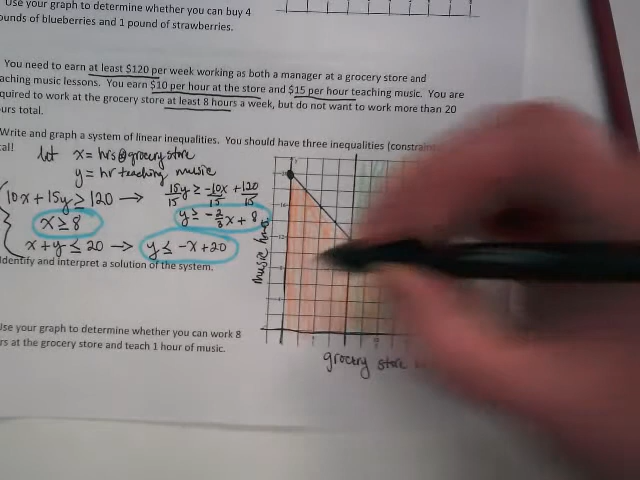 Use your graph to determine whether you can buy 4
ounds of blueberries and 1 pound of strawberries.
You need to earn at least $120 per week working as both a manager at a grocery store and
aching music lessons. You earn $10 per hour at the store and $15 per hour teaching music. You are
quired to work at the grocery store at least 8 hours a week, but do not want to work more than 20
urs total.
Write and graph a system of linear inequalities. You should have three inequalities (constrai
cal!
let x = hrs @ grocery store
y = hr teaching music
10x + 15y ≥ 120 → 15y ≥ -10x + 120
15 15 15
y ≥ -2/3x + 8
x ≥ 8
x + y ≤ 20 → y ≤ -x + 20
Identify and interpret a solution of the system.
music hours
Use your graph to determine whether you can work 8
rs at the grocery store and teach 1 hour of music.
grocery store